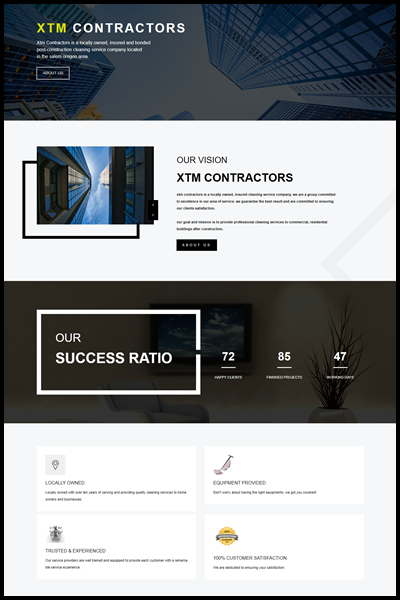 XTM CONTRACTORS
Xtm Contractors is a locally owned, insured and bonded
post-construction cleaning service company located
in the salem oregon area
ABOUT US
OUR VISION
XTM CONTRACTORS
xtm contractors is a locally owned, insured cleaning service company, we are a group committed
to excellence in our area of service. we guarantee the best result and are committed to ensuring
our clients satisfaction.
our goal and mission is to provide professional cleaning services to commercial, residential
buildings after construction.
ABOUT US
OUR
SUCCESS RATIO
72
85
47
HAPPY CLIENTS
FINISHED PROJECTS
WORKING DAYS
LOCALLY OWNED
Locally owned with over ten years of serving and providing quality cleaning services to home
owners and businesses
EQUIPMENT PROVIDED
Don't worry about having the right equipments, we got you covered!
TRUSTED & EXPERIENCED
Our service providers are well trained and equipped to provide each customer with a remarkable
service experience
100% CUSTOMER SATISFACTION
We are dedicated to ensuring your satisfaction